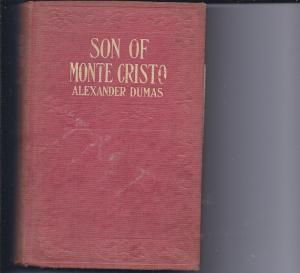 SON OF
MONTE CRISTO
ALEXANDER DUMAS